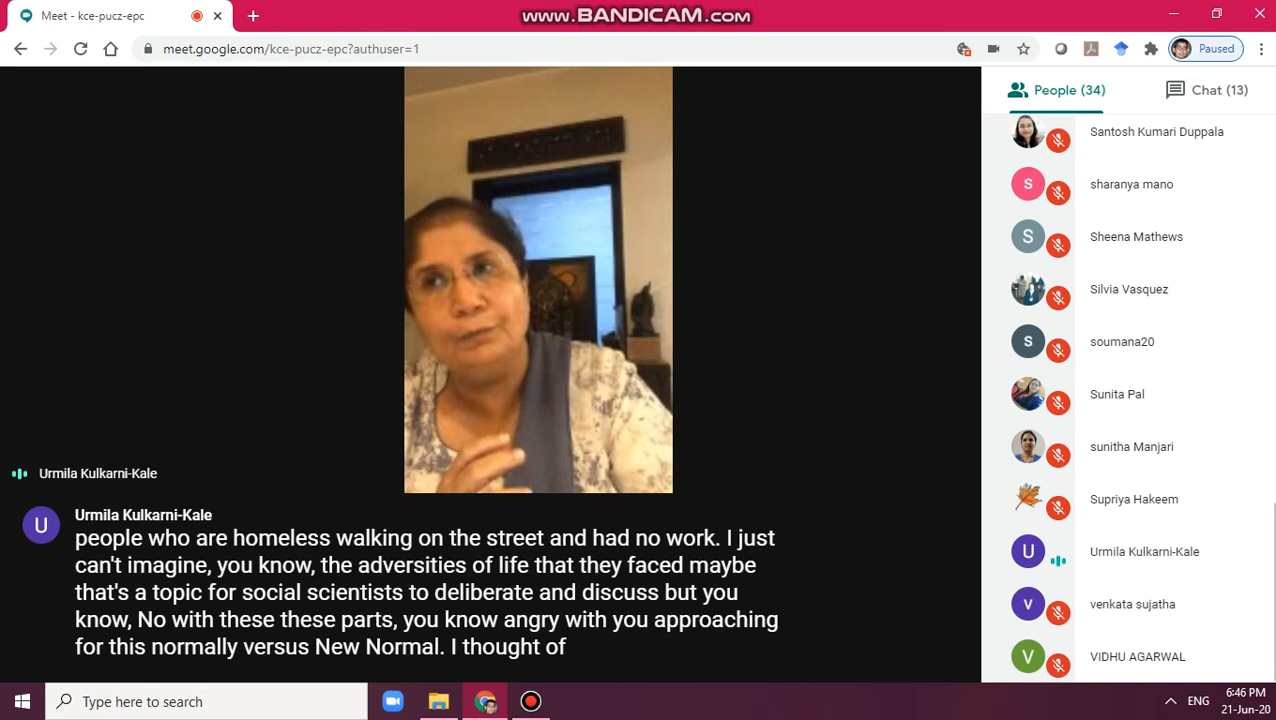 Meet - kce-pucz-epc
www.BANDICAM.com
meet.google.com/kce-pucz-epc?authuser=1
Paused
People (34)
Chat (13)
Santosh Kumari Duppala
S
sharanya mano
S
Sheena Mathews
Silvia Vasquez
S
soumana20
Sunita Pal
sunitha Manjari
Supriya Hakeem
U
Urmila Kulkarni-Kale
V
venkata sujatha
V
VIDHU AGARWAL
Urmila Kulkarni-Kale
U
Urmila Kulkarni-Kale
people who are homeless walking on the street and had no work. I just
can't imagine, you know, the adversities of life that they faced maybe
that's a topic for social scientists to deliberate and discuss but you
know, No with these these parts, you know angry with you approaching
for this normally versus New Normal. I thought of
Type here to search
ENG
6:46 PM
21-Jun-20